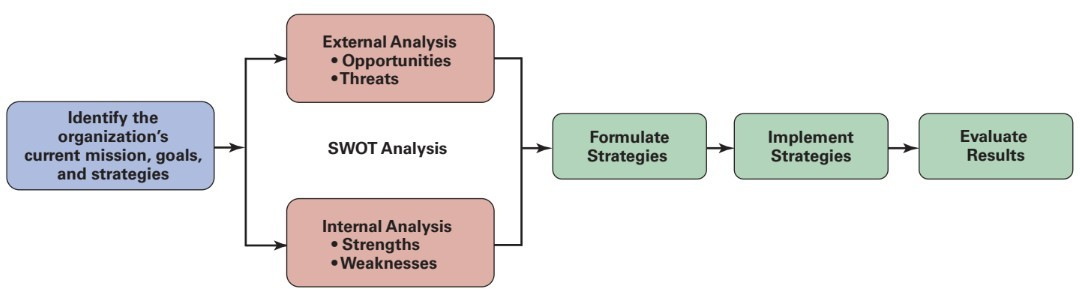 Identify the
organization's
current mission, goals,
and strategies
External Analysis
• Opportunities
•Threats
SWOT Analysis
Internal Analysis
• Strengths
•Weaknesses
Formulate
Strategies
Implement
Strategies
Evaluate
Results